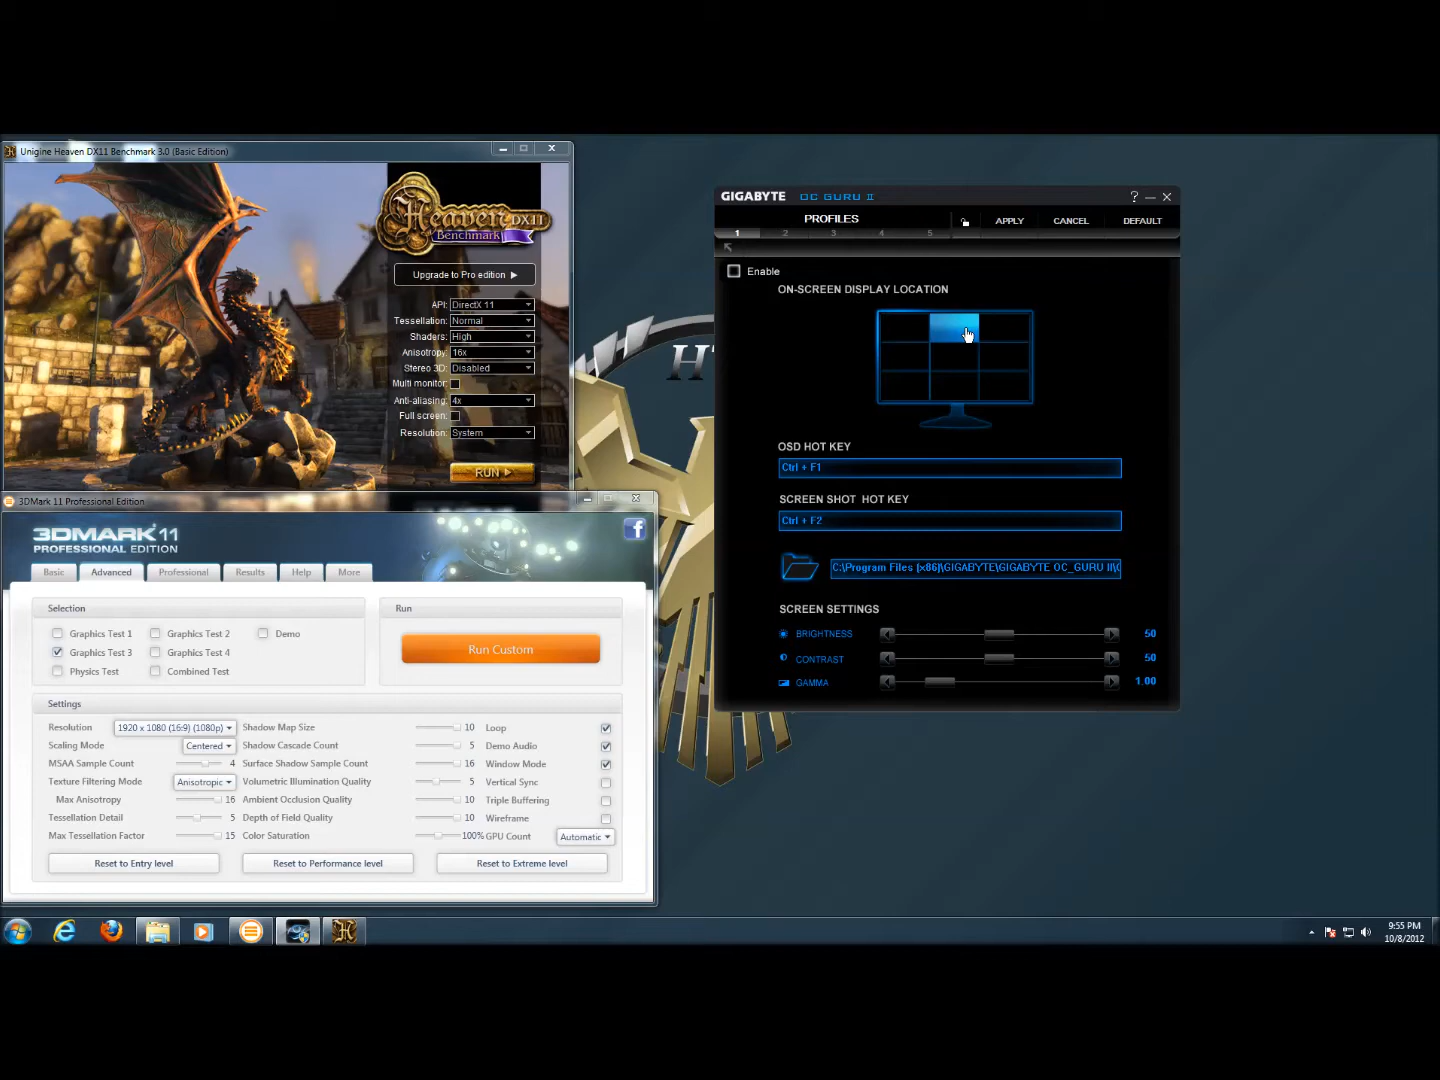 Unigine Heaven DX11 Benchmark 3.0 (Basic Edition)
Heaven DX11
Benchmark
Upgrade to Pro edition
API: DirectX 11
Tessellation: Normal
Shaders: High
Anisotropy: 16x
Stereo 3D: Disabled
Multi monitor:
Anti-aliasing: 4x
Full screen:
Resolution: System
RUN
3DMark 11 Professional Edition
3DMARK 11
PROFESSIONAL EDITION
f
Basic Advanced Professional Results Help More
Selection
Graphics Test 1 Graphics Test 2 Demo
Graphics Test 3 Graphics Test 4
Physics Test Combined Test
Run
Run Custom
Settings
Resolution 1920 x 1080 (16:9) (1080p) Shadow Map Size 10 Loop
Scaling Mode Centered Shadow Cascade Count 5 Demo Audio
MSAA Sample Count 4 Surface Shadow Sample Count 16 Window Mode
Texture Filtering Mode Anisotropic Volumetric Illumination Quality 5 Vertical Sync
Max Anisotropy 16 Ambient Occlusion Quality 10 Triple Buffering
Tessellation Detail 5 Depth of Field Quality 10 Wireframe
Max Tessellation Factor 15 Color Saturation 100% GPU Count Automatic
Reset to Entry level Reset to Performance level Reset to Extreme level
GIGABYTE OC GURU II ?
PROFILES APPLY CANCEL DEFAULT
1 2 3 4 5
Enable
ON-SCREEN DISPLAY LOCATION
OSD HOT KEY
Ctrl + F1
SCREEN SHOT HOT KEY
Ctrl + F2
C:\Program Files (x86)\GIGABYTE\GIGABYTE OC_GURU II\
SCREEN SETTINGS
BRIGHTNESS 50
CONTRAST 50
GAMMA 1.00
9:55 PM
10/8/2012